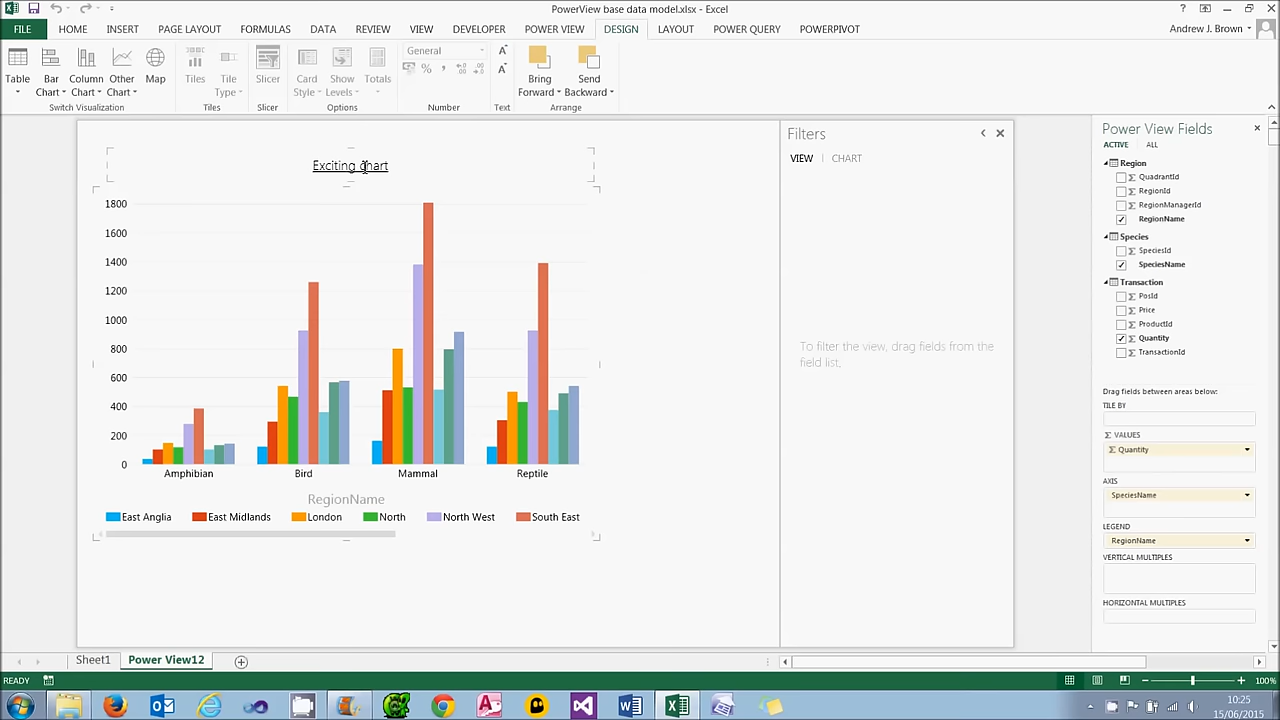 PowerView base data model.xlsx - Excel
FILE HOME INSERT PAGE LAYOUT FORMULAS DATA REVIEW VIEW DEVELOPER POWER VIEW DESIGN LAYOUT POWER QUERY POWERPIVOT Andrew J. Brown
General
Table Bar Chart Column Chart Other Chart Map Tiles Tile Type Slicer Card Style Show Levels Totals Bring Forward Send Backward
Switch Visualization Tiles Slicer Options Number Text Arrange
Exciting chart
1800
1600
1400
1200
1000
800
600
400
200
0
Amphibian Bird Mammal Reptile
RegionName
East Anglia East Midlands London North North West South East
Filters
VIEW | CHART
To filter the view, drag fields from the
field list.
Power View Fields
ACTIVE ALL
Region
QuadrantId
RegionId
RegionManagerId
RegionName
Species
SpeciesId
SpeciesName
Transaction
PosId
Price
ProductId
Quantity
TransactionId
Drag fields between areas below:
TILE BY
Σ VALUES
Σ Quantity
AXIS
SpeciesName
LEGEND
RegionName
VERTICAL MULTIPLES
HORIZONTAL MULTIPLES
Sheet1 Power View12
READY 100%
10:25
15/06/2015